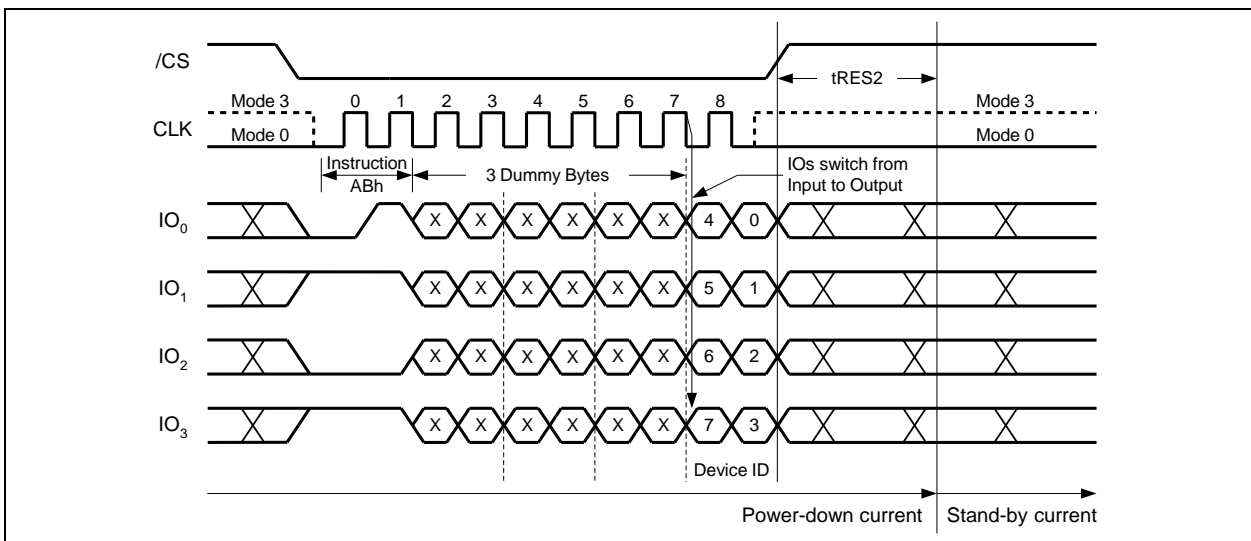 /CS
tRES2
Mode 3 0 1 2 3 4 5 6 7 8 Mode 3
CLK
Mode 0 Mode 0
Instruction
ABh
3 Dummy Bytes
IOs switch from
Input to Output
IO0 X X X X X X 4 0
IO1 X X X X X X 5 1
IO2 X X X X X X 6 2
IO3 X X X X X X 7 3
Device ID
Power-down current Stand-by current